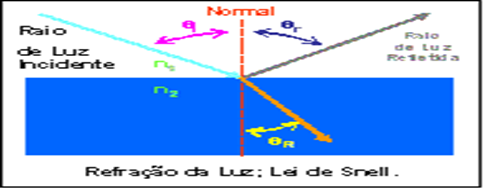 Normal
Raio
de Luz
Incidente
θi
θr
Raio
de Luz
Refletida
n₁
n₂
θR
Refração da Luz; Lei de Snell.